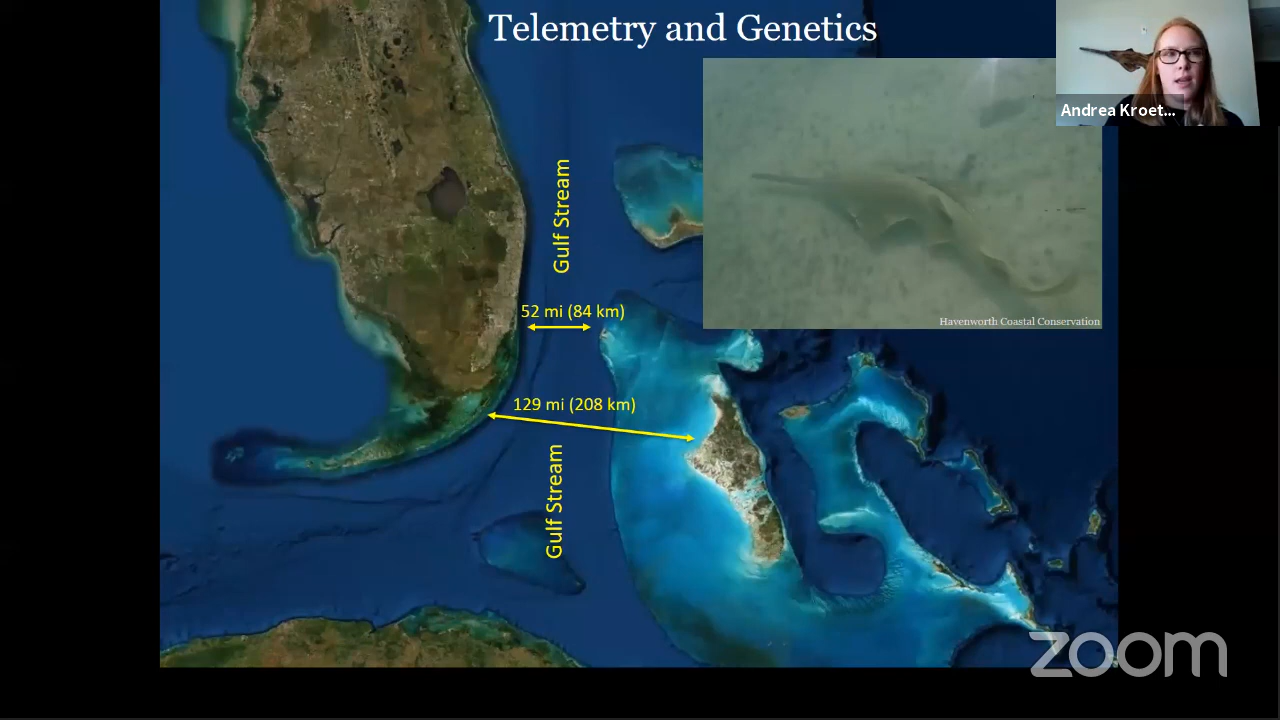 Telemetry and Genetics
Andrea Kroet...
Gulf Stream
52 mi (84 km)
Havenworth Coastal Conservation
129 mi (208 km)
Gulf Stream
zoom